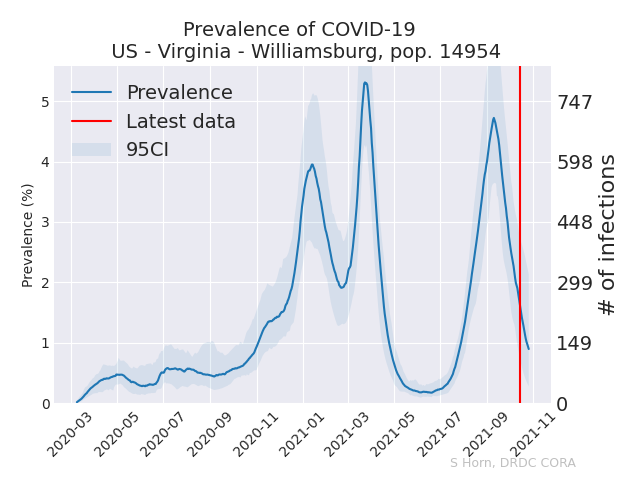 Prevalence of COVID-19
US - Virginia - Williamsburg, pop. 14954
Prevalence
Latest data
95CI
Prevalence (%)
5
4
3
2
1
0
747
598
448
299
149
0
# of infections
2020-03
2020-05
2020-07
2020-09
2020-11
2021-01
2021-03
2021-05
2021-07
2021-09
2021-11
S Horn, DRDC CORA